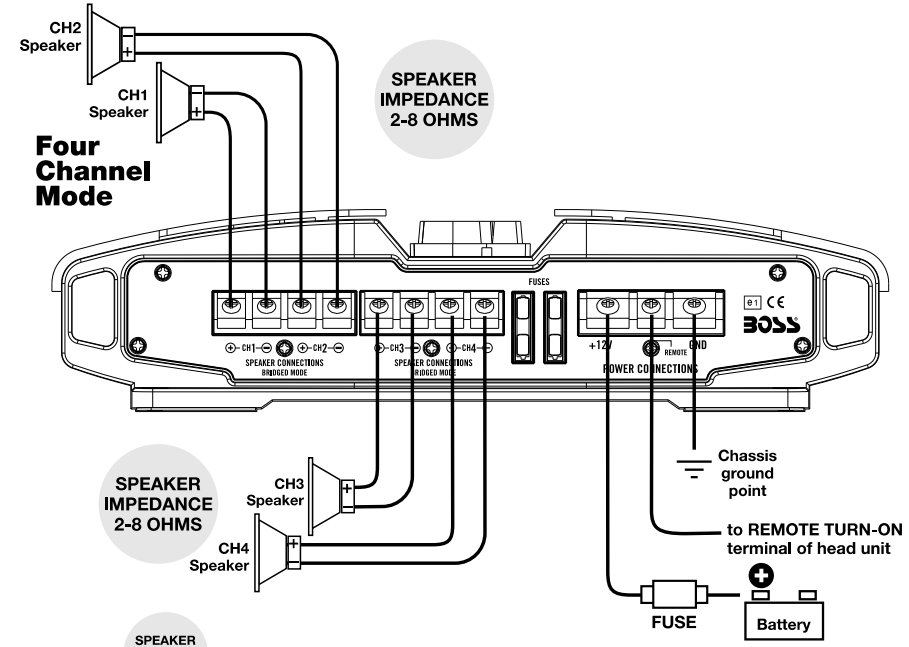 CH2
Speaker
CH1
Speaker
SPEAKER
IMPEDANCE
2-8 OHMS
Four
Channel
Mode
FUSES
e1 CE
BOSS
⊕-CH1-⊖ ⊕-CH2-⊖
SPEAKER CONNECTIONS
BRIDGED MODE
⊕-CH3-⊖ ⊕-CH4-⊖
SPEAKER CONNECTIONS
BRIDGED MODE
+12V REMOTE GND
POWER CONNECTIONS
SPEAKER
IMPEDANCE
2-8 OHMS
CH3
Speaker
CH4
Speaker
Chassis
ground
point
to REMOTE TURN-ON
terminal of head unit
FUSE
Battery
SPEAKER